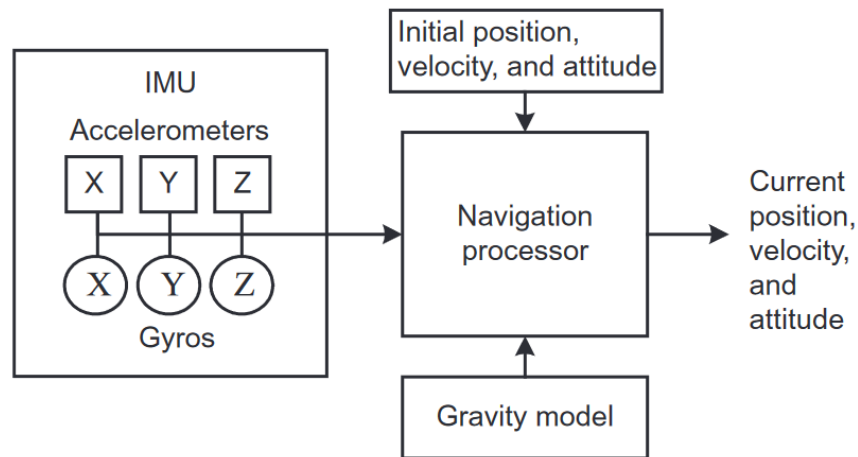 IMU
Accelerometers
X Y Z
X Y Z
Gyros
Initial position,
velocity, and attitude
Navigation
processor
Gravity model
Current
position,
velocity,
and
attitude